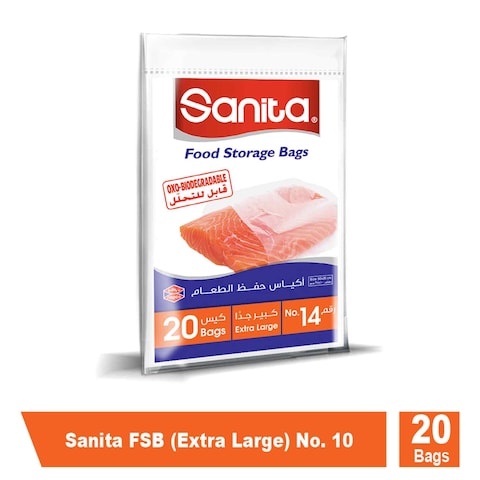 Sanita®
Food Storage Bags
OXO-BIODEGRADABLE
قابل للتحلل
أكياس حفظ الطعام
20 كيس Bags
كبير جدًا Extra Large
No. 14 رقم
Sanita FSB (Extra Large) No. 10
20
Bags